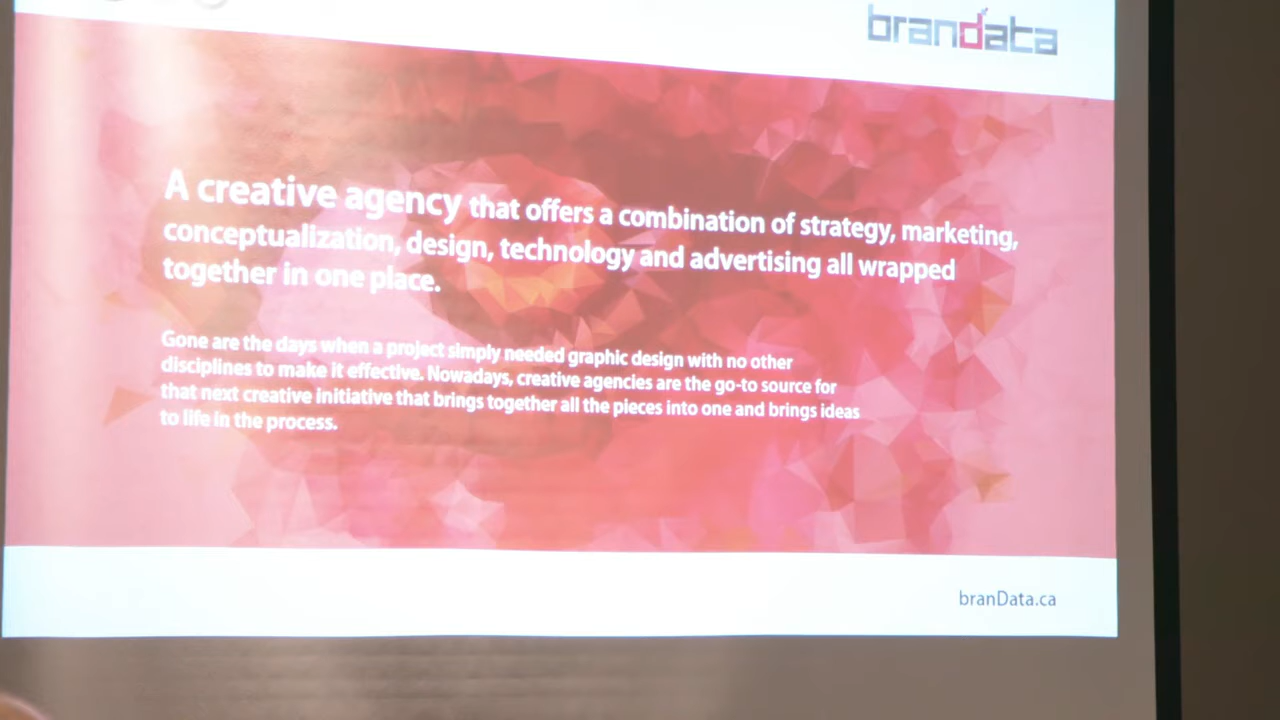 brandata
A creative agency that offers a combination of strategy, marketing,
conceptualization, design, technology and advertising all wrapped
together in one place.
Gone are the days when a project simply needed graphic design with no other
disciplines to make it effective. Nowadays, creative agencies are the go-to source for
that next creative initiative that brings together all the pieces into one and brings ideas
to life in the process.
branData.ca